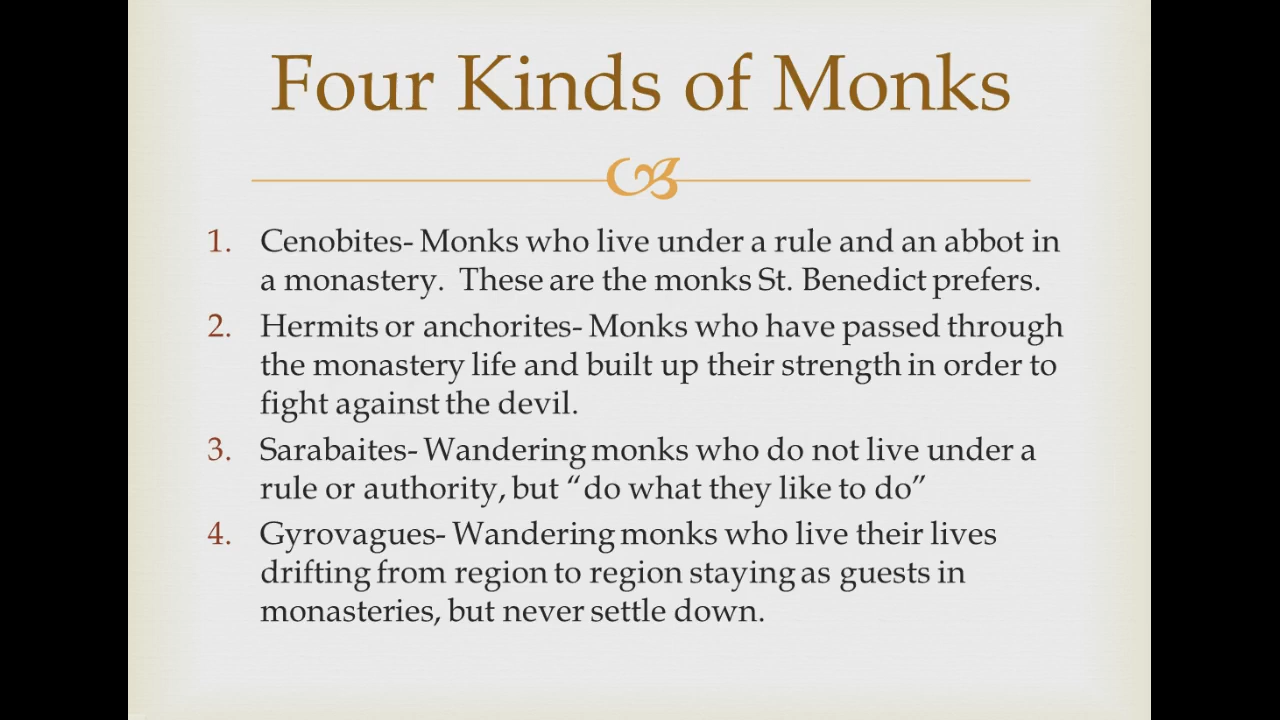 Four Kinds of Monks
1. Cenobites- Monks who live under a rule and an abbot in
a monastery.  These are the monks St. Benedict prefers.
2. Hermits or anchorites- Monks who have passed through
the monastery life and built up their strength in order to
fight against the devil.
3. Sarabaites- Wandering monks who do not live under a
rule or authority, but “do what they like to do”
4. Gyrovagues- Wandering monks who live their lives
drifting from region to region staying as guests in
monasteries, but never settle down.